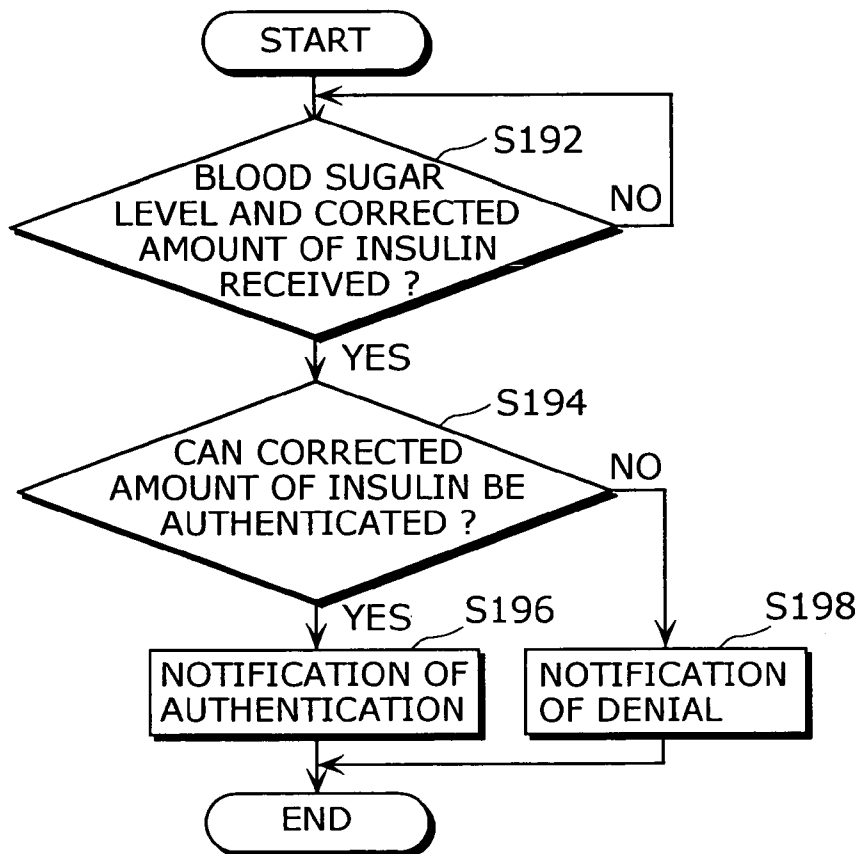 START
S192
BLOOD SUGAR
LEVEL AND CORRECTED
AMOUNT OF INSULIN
RECEIVED ?
NO
YES
S194
CAN CORRECTED
AMOUNT OF INSULIN BE
AUTHENTICATED ?
NO
YES
S196
S198
NOTIFICATION OF
AUTHENTICATION
NOTIFICATION
OF DENIAL
END